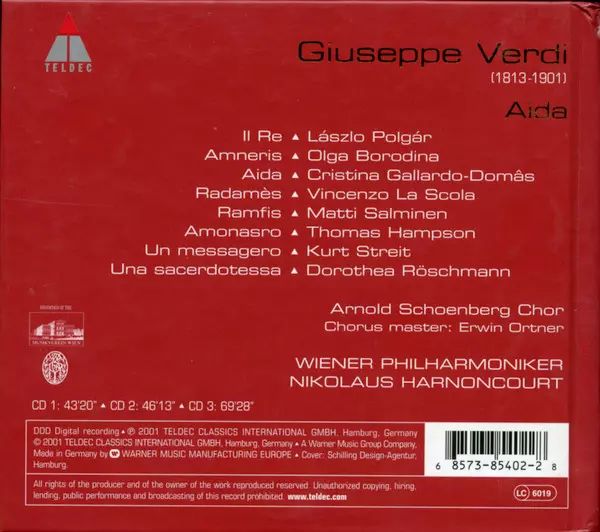 TELDEC
Giuseppe Verdi
(1813-1901)
Aida
Il Re ▲ Lászlo Polgár
Amneris ▲ Olga Borodina
Aida ▲ Cristina Gallardo-Domâs
Radamès ▲ Vincenzo La Scola
Ramfis ▲ Matti Salminen
Amonasro ▲ Thomas Hampson
Un messagero ▲ Kurt Streit
Una sacerdotessa ▲ Dorothea Röschmann
Arnold Schoenberg Chor
Chorus master: Erwin Ortner
MUSIKVEREIN WIEN
WIENER PHILHARMONIKER
NIKOLAUS HARNONCOURT
CD 1: 43'20" ▲ CD 2: 46'13" ▲ CD 3: 69'28"
DDD Digital recording ▲ ℗ 2001 TELDEC CLASSICS INTERNATIONAL GMBH, Hamburg, Germany
© 2001 TELDEC CLASSICS INTERNATIONAL GMBH, Hamburg, Germany ▲ A Warner Music Group Company,
Made in Germany by WARNER MUSIC MANUFACTURING EUROPE ▲ Cover: Schilling Design-Agentur,
Hamburg.
All rights of the producer and of the owner of the work reproduced reserved. Unauthorized copying, hiring,
lending, public performance and broadcasting of this record prohibited. www.teldec.com
6 85738-5402-2 8
LC 6019